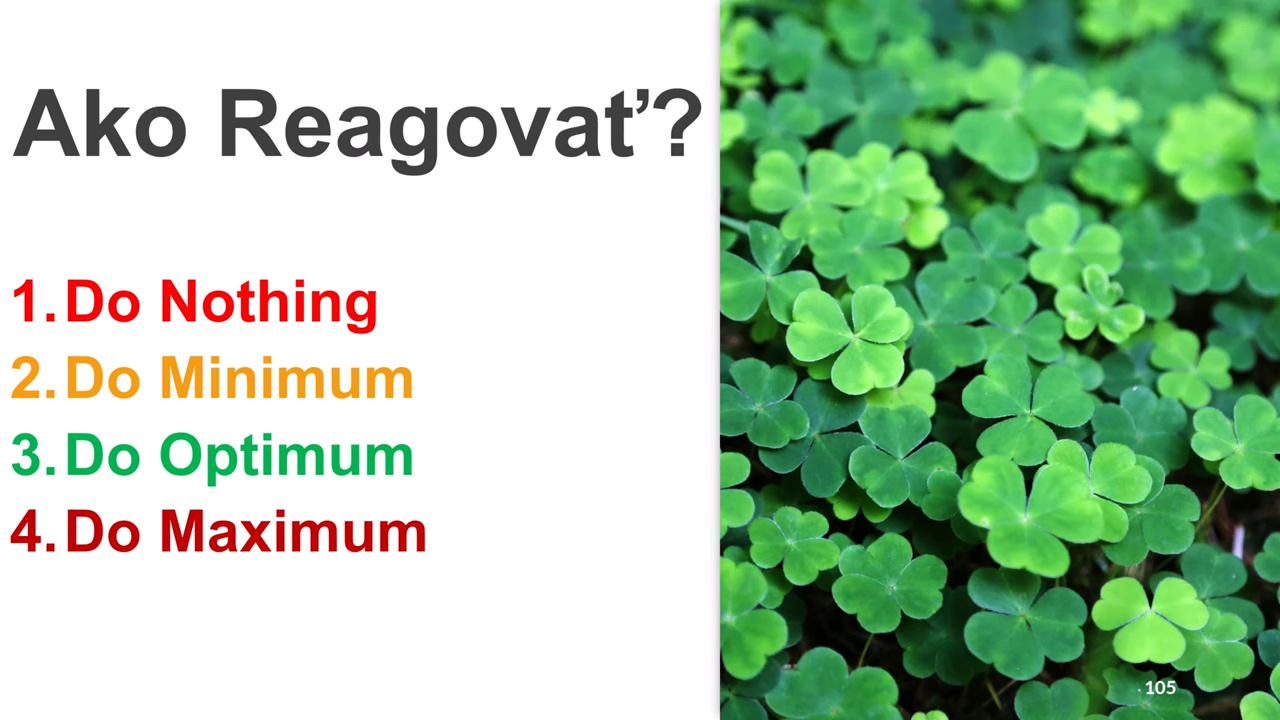 Ako Reagovať?
1. Do Nothing
2. Do Minimum
3. Do Optimum
4. Do Maximum
105